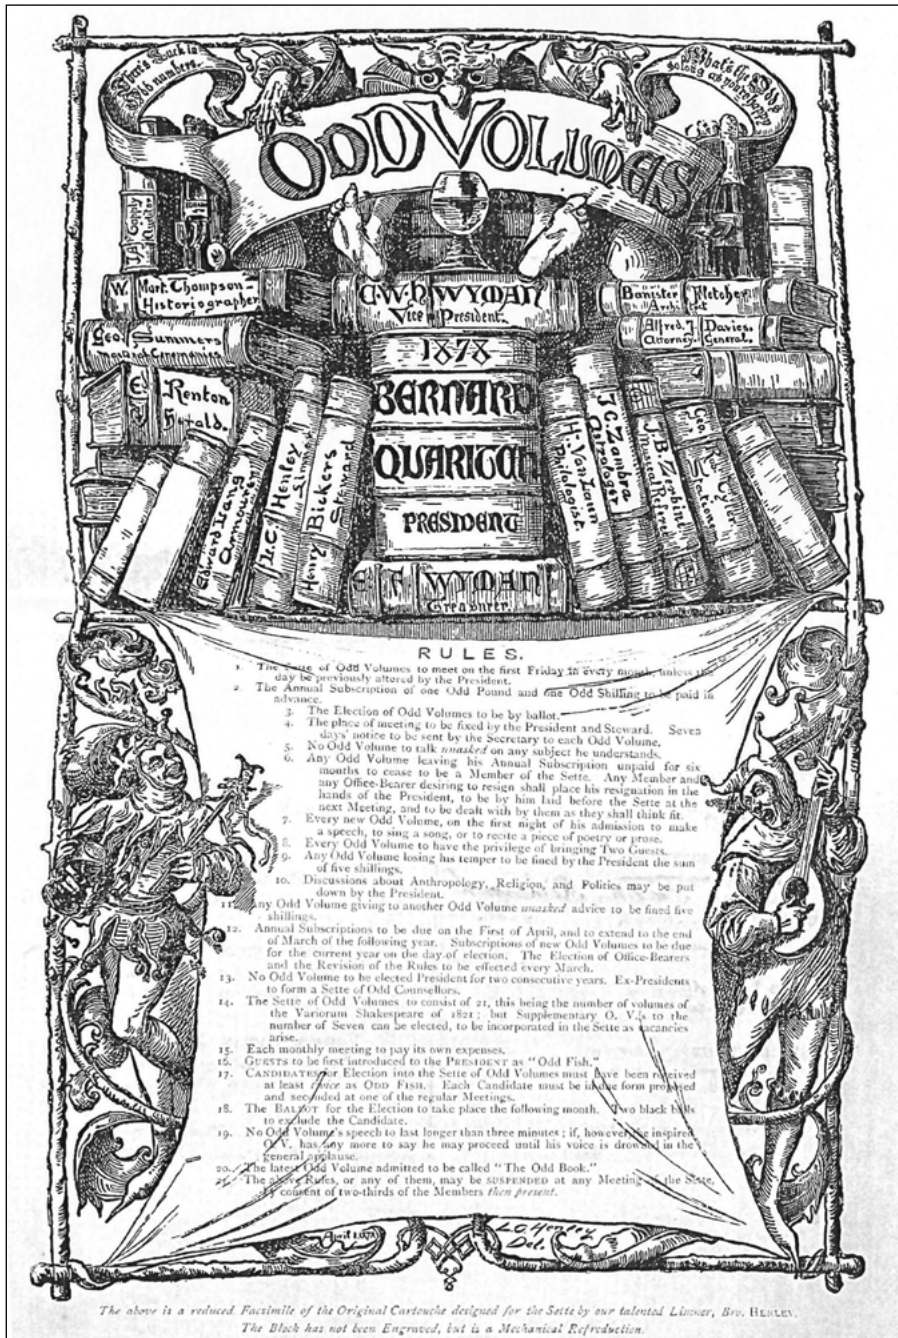 There's Luck in
Odd numbers.
What's the Odds
so long as you're happy
ODD VOLUMES
W. Mort. Thompson-
Historiographer
C.W.H. WYMAN
Vice President.
Banister Fletcher
Alfred. J. Davies.
Attorney. General.
Geo. Summers
1878
BERNARD
QUARITCH
PRESIDENT
E. F. WYMAN
Treasurer.
E. J. Renton
Herald.
Edward Lang
Armourer
L.C. Henley
Limner
Henry Bickers
Steward
H. Van Laun
Philologist.
J.C. Zambra
Astrologer
J.B. Zerbini
Musical Referee
Geo. Rob. Tyler.
Stationer
RULES.
1. The Sette of Odd Volumes to meet on the first Friday in every month, unless the
day be previously altered by the President.
2. The Annual Subscription of one Odd Pound and one Odd Shilling to be paid in
advance.
3. The Election of Odd Volumes to be by ballot.
4. The place of meeting to be fixed by the President and Steward. Seven
days' notice to be sent by the Secretary to each Odd Volume.
5. No Odd Volume to talk unasked on any subject he understands.
6. Any Odd Volume leaving his Annual Subscription unpaid for six
months to cease to be a Member of the Sette. Any Member and
any Office-Bearer desiring to resign shall place his resignation in the
hands of the President, to be by him laid before the Sette at the
next Meeting, and to be dealt with by them as they shall think fit.
7. Every new Odd Volume, on the first night of his admission to make
a speech, to sing a song, or to recite a piece of poetry or prose.
8. Every Odd Volume to have the privilege of bringing Two Guests.
9. Any Odd Volume losing his temper to be fined by the President the sum
of five shillings.
10. Discussions about Anthropology, Religion, and Politics may be put
down by the President.
11. Any Odd Volume giving to another Odd Volume unasked advice to be fined five
shillings.
12. Annual Subscriptions to be due on the First of April, and to extend to the end
of March of the following year. Subscriptions of new Odd Volumes to be due
for the current year on the day of election. The Election of Office-Bearers
and the Revision of the Rules to be effected every March.
13. No Odd Volume to be elected President for two consecutive years. Ex-Presidents
to form a Sette of Odd Counsellors.
14. The Sette of Odd Volumes to consist of 21, this being the number of volumes of
the Variorum Shakespeare of 1821; but Supplementary O. V.'s to the
number of Seven can be elected, to be incorporated in the Sette as vacancies
arise.
15. Each monthly meeting to pay its own expenses.
16. GUESTS to be first introduced to the PRESIDENT as "Odd Fish."
17. CANDIDATES for Election into the Sette of Odd Volumes must have been received
at least twice as ODD FISH. Each Candidate must be in due form proposed
and seconded at one of the regular Meetings.
18. The BALLOT for the Election to take place the following month. Two black balls
to exclude the Candidate.
19. No Odd Volume's speech to last longer than three minutes; if, however, the inspired
O. V. has any more to say he may proceed until his voice is drowned in the
general applause.
20. The latest Odd Volume admitted to be called "The Odd Book."
21. The above Rules, or any of them, may be SUSPENDED at any Meeting of the Sette,
by consent of two-thirds of the Members then present.
L.C. Henley
Del.
The above is a reduced Facsimile of the Original Cartouche designed for the Sette by our talented Limner, Bro. HENLEY.
The Block has not been Engraved, but is a Mechanical Reproduction.